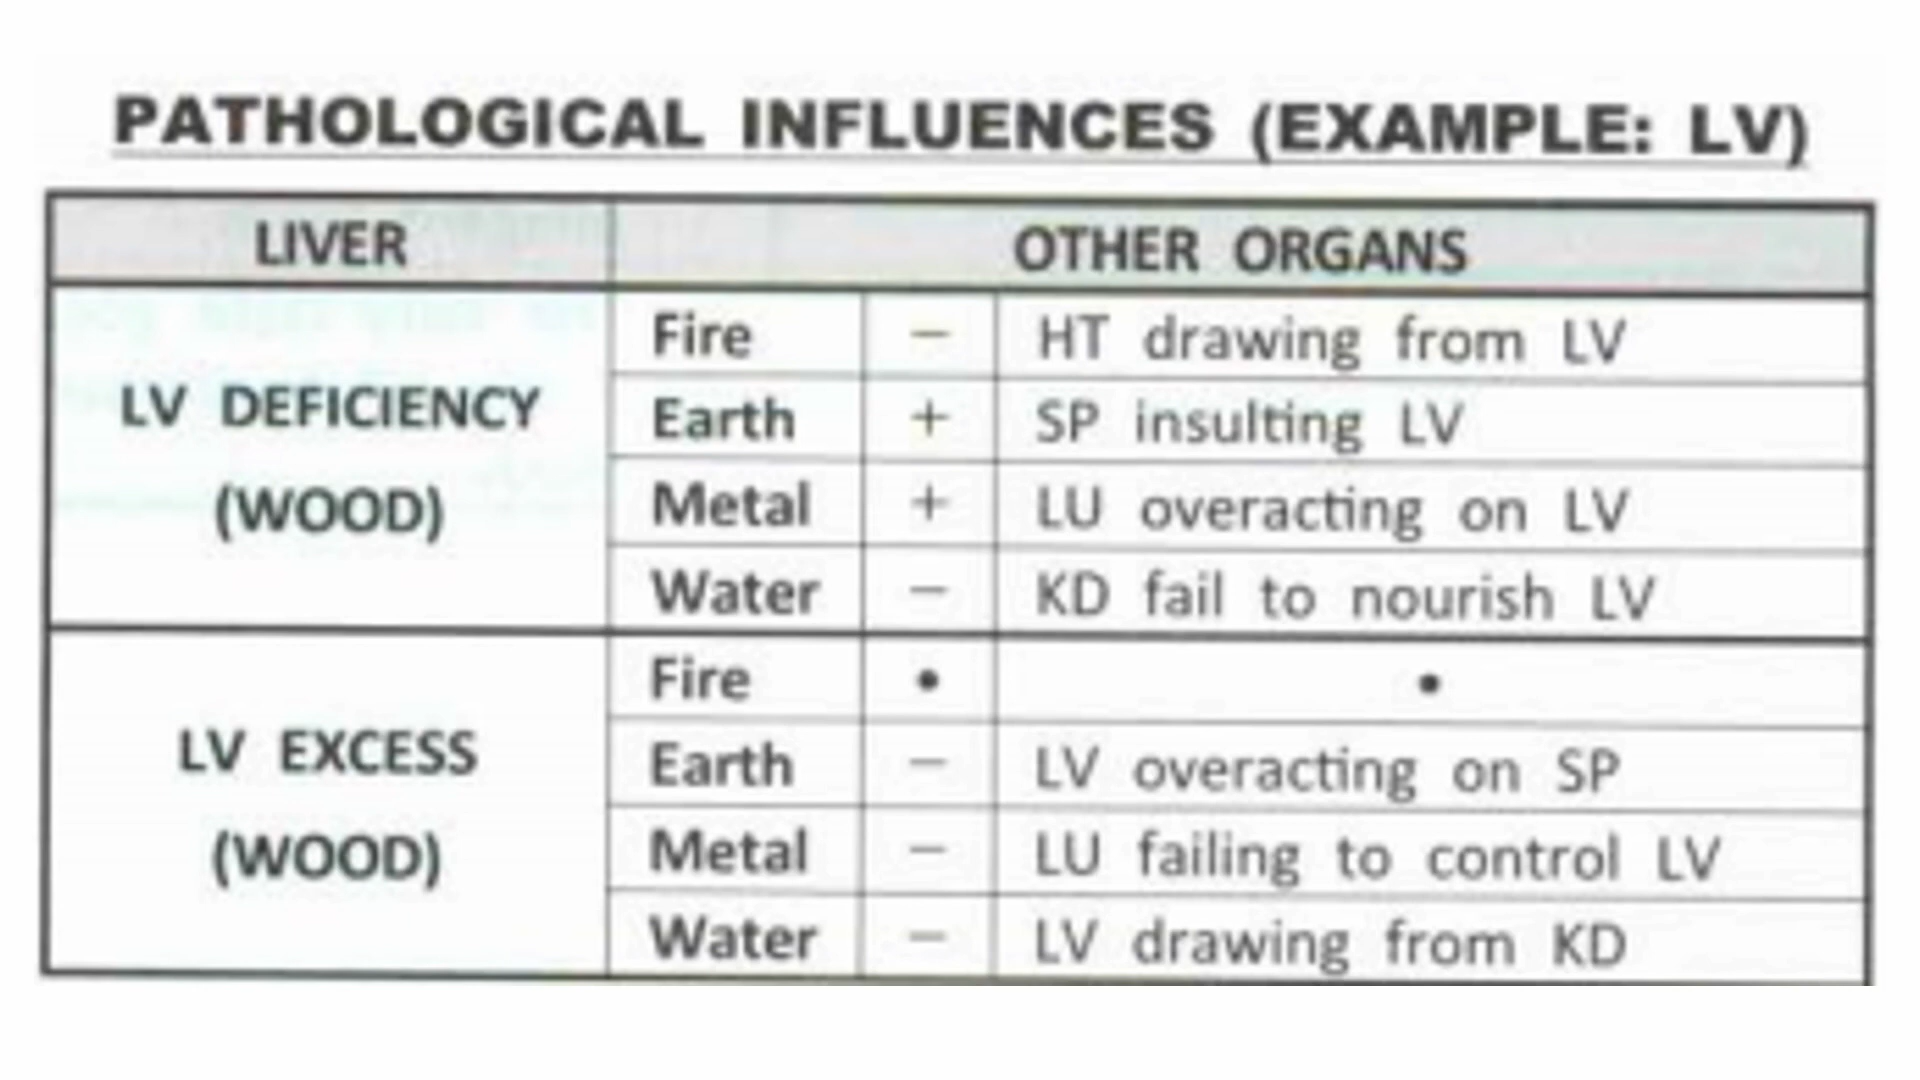 PATHOLOGICAL INFLUENCES (EXAMPLE: LV)
LIVER OTHER ORGANS
LV DEFICIENCY
(WOOD)
Fire − HT drawing from LV
Earth + SP insulting LV
Metal + LU overacting on LV
Water − KD fail to nourish LV
LV EXCESS
(WOOD)
Fire • •
Earth − LV overacting on SP
Metal − LU failing to control LV
Water − LV drawing from KD